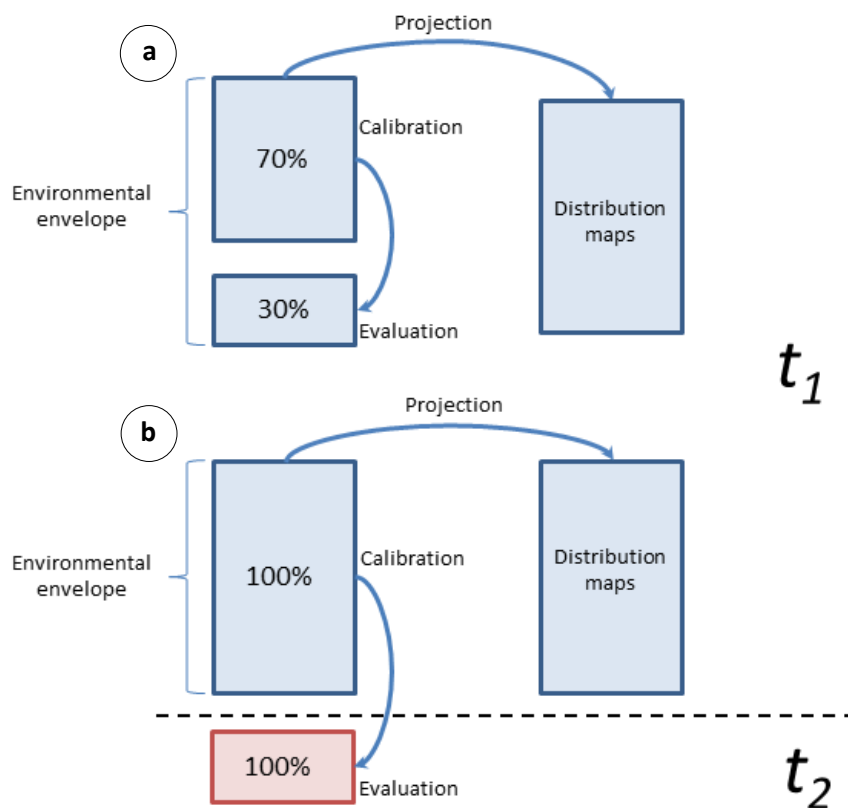 Projection
a
Calibration
70%
Environmental
envelope
Distribution
maps
30%
Evaluation
t1
Projection
b
Environmental
envelope
Calibration
100%
Distribution
maps
100%
Evaluation
t2